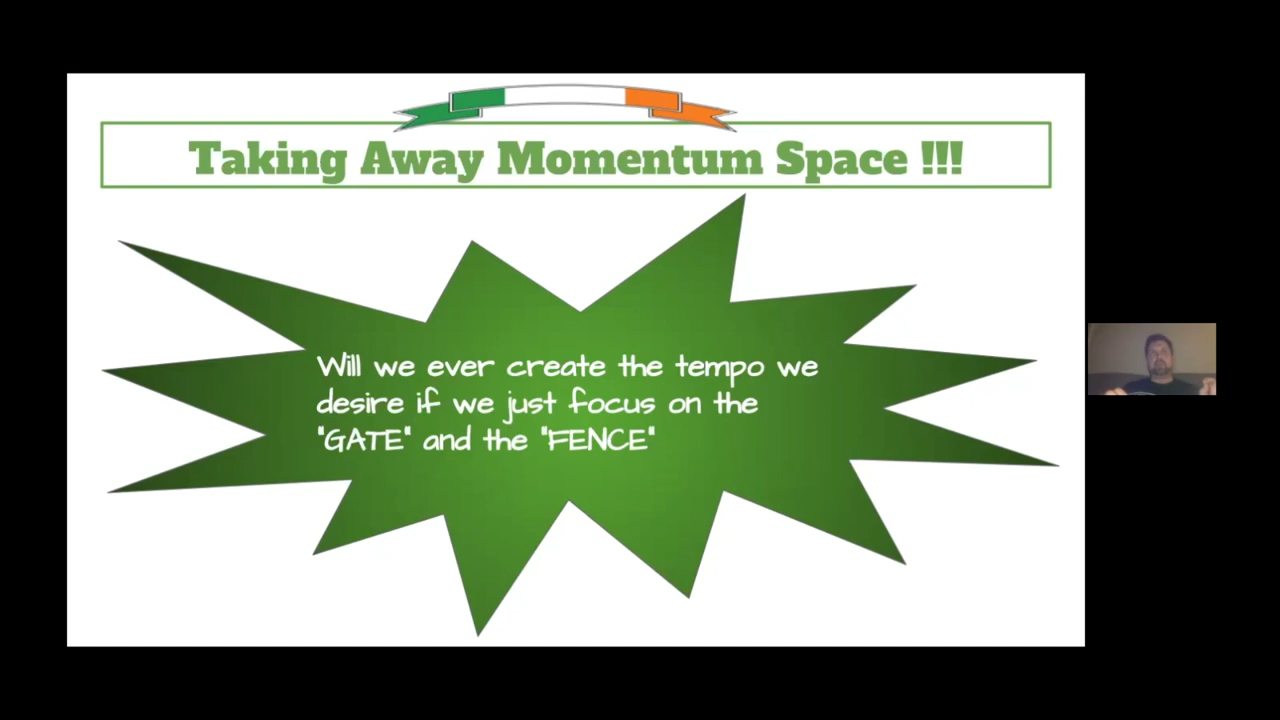 Taking Away Momentum Space !!!
Will we ever create the tempo we
desire if we just focus on the
"GATE" and the "FENCE"